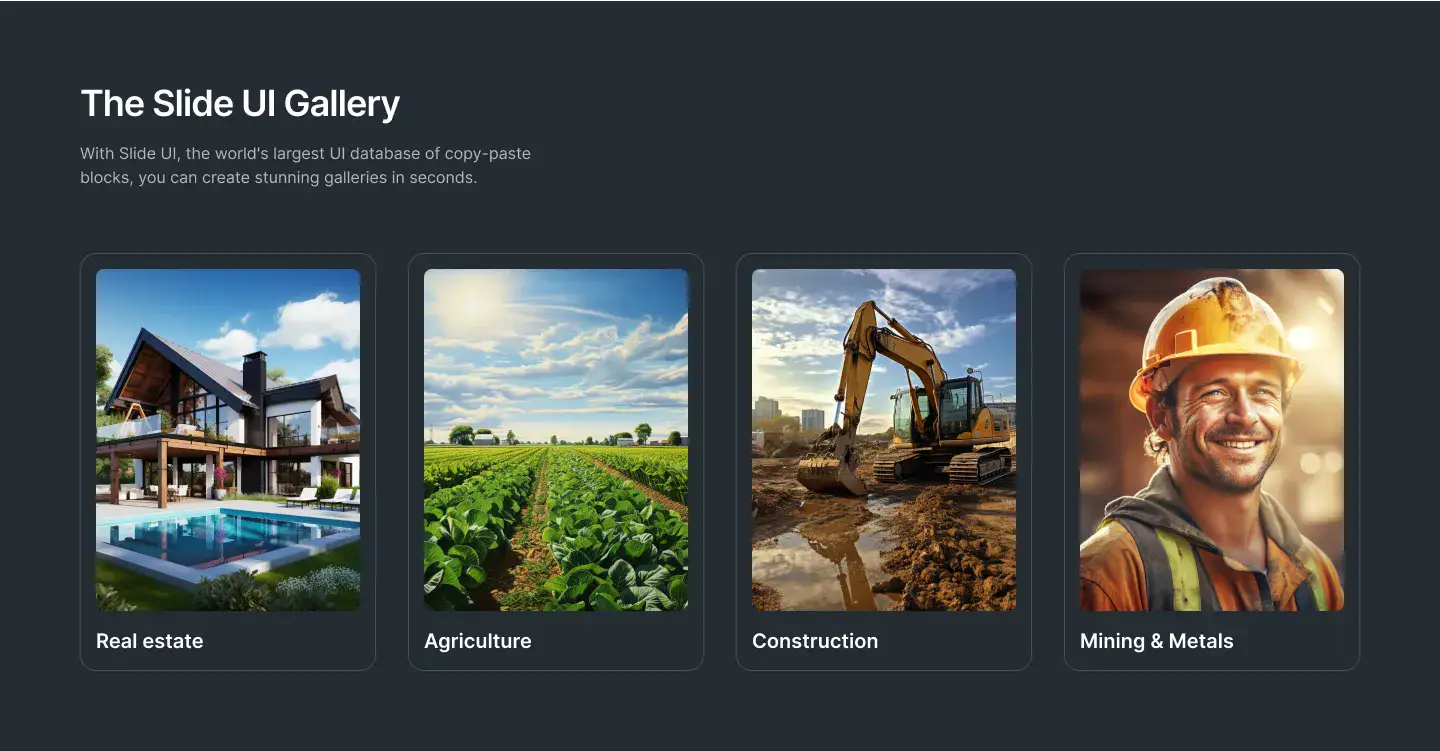 The Slide UI Gallery
With Slide UI, the world's largest UI database of copy-paste
blocks, you can create stunning galleries in seconds.
Real estate
Agriculture
Construction
Mining & Metals